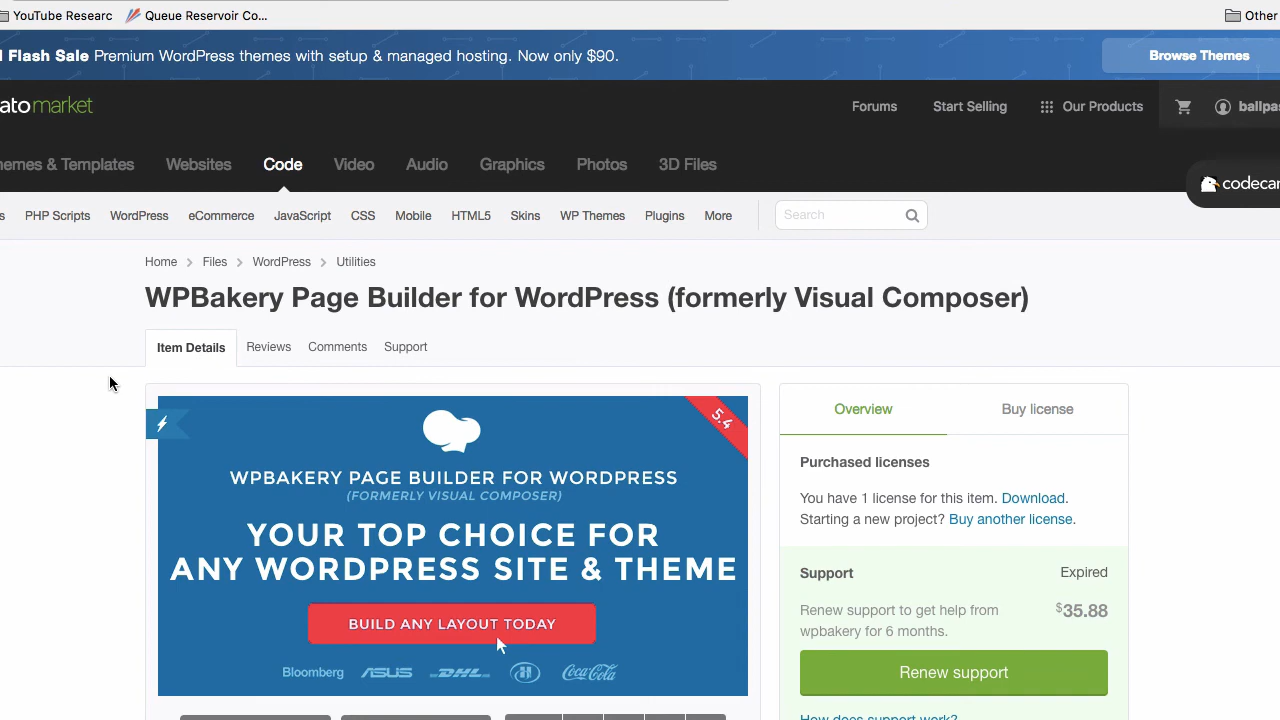 YouTube Researc
Queue Reservoir Co...
Other
Flash Sale Premium WordPress themes with setup & managed hosting. Now only $90.
Browse Themes
ato market
Forums
Start Selling
Our Products
ballpa
hemes & Templates
Websites
Code
Video
Audio
Graphics
Photos
3D Files
codecan
s
PHP Scripts
WordPress
eCommerce
JavaScript
CSS
Mobile
HTML5
Skins
WP Themes
Plugins
More
Search
Home > Files > WordPress > Utilities
WPBakery Page Builder for WordPress (formerly Visual Composer)
Item Details
Reviews
Comments
Support
5.4
WPBAKERY PAGE BUILDER FOR WORDPRESS
(FORMERLY VISUAL COMPOSER)
YOUR TOP CHOICE FOR
ANY WORDPRESS SITE & THEME
BUILD ANY LAYOUT TODAY
Bloomberg ASUS DHL H Coca-Cola
Overview
Buy license
Purchased licenses
You have 1 license for this item. Download.
Starting a new project? Buy another license.
Support
Expired
Renew support to get help from
wpbakery for 6 months.
$35.88
Renew support
How does support work?